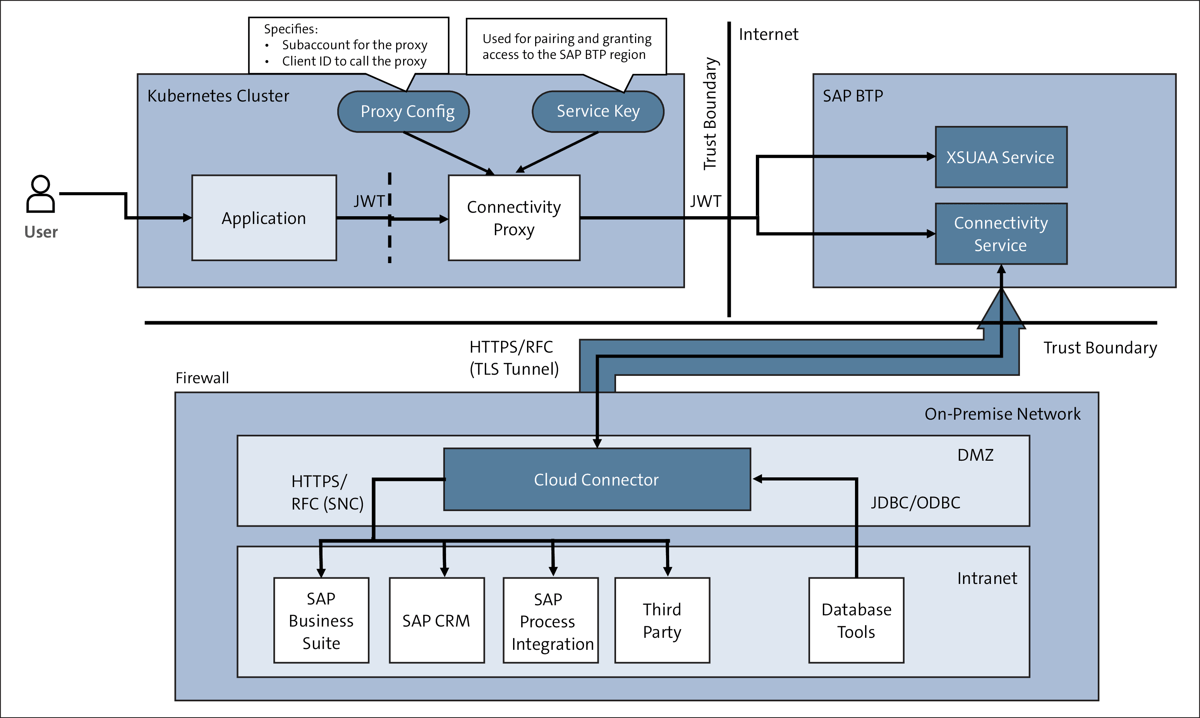 Specifies:
• Subaccount for the proxy
• Client ID to call the proxy
Used for pairing and granting
access to the SAP BTP region
Internet
Trust Boundary
Kubernetes Cluster
Proxy Config
Service Key
SAP BTP
XSUAA Service
User
Application
JWT
Connectivity
Proxy
JWT
Connectivity
Service
HTTPS/RFC
(TLS Tunnel)
Trust Boundary
Firewall
On-Premise Network
DMZ
HTTPS/
RFC (SNC)
Cloud Connector
JDBC/ODBC
Intranet
SAP
Business
Suite
SAP CRM
SAP
Process
Integration
Third
Party
Database
Tools